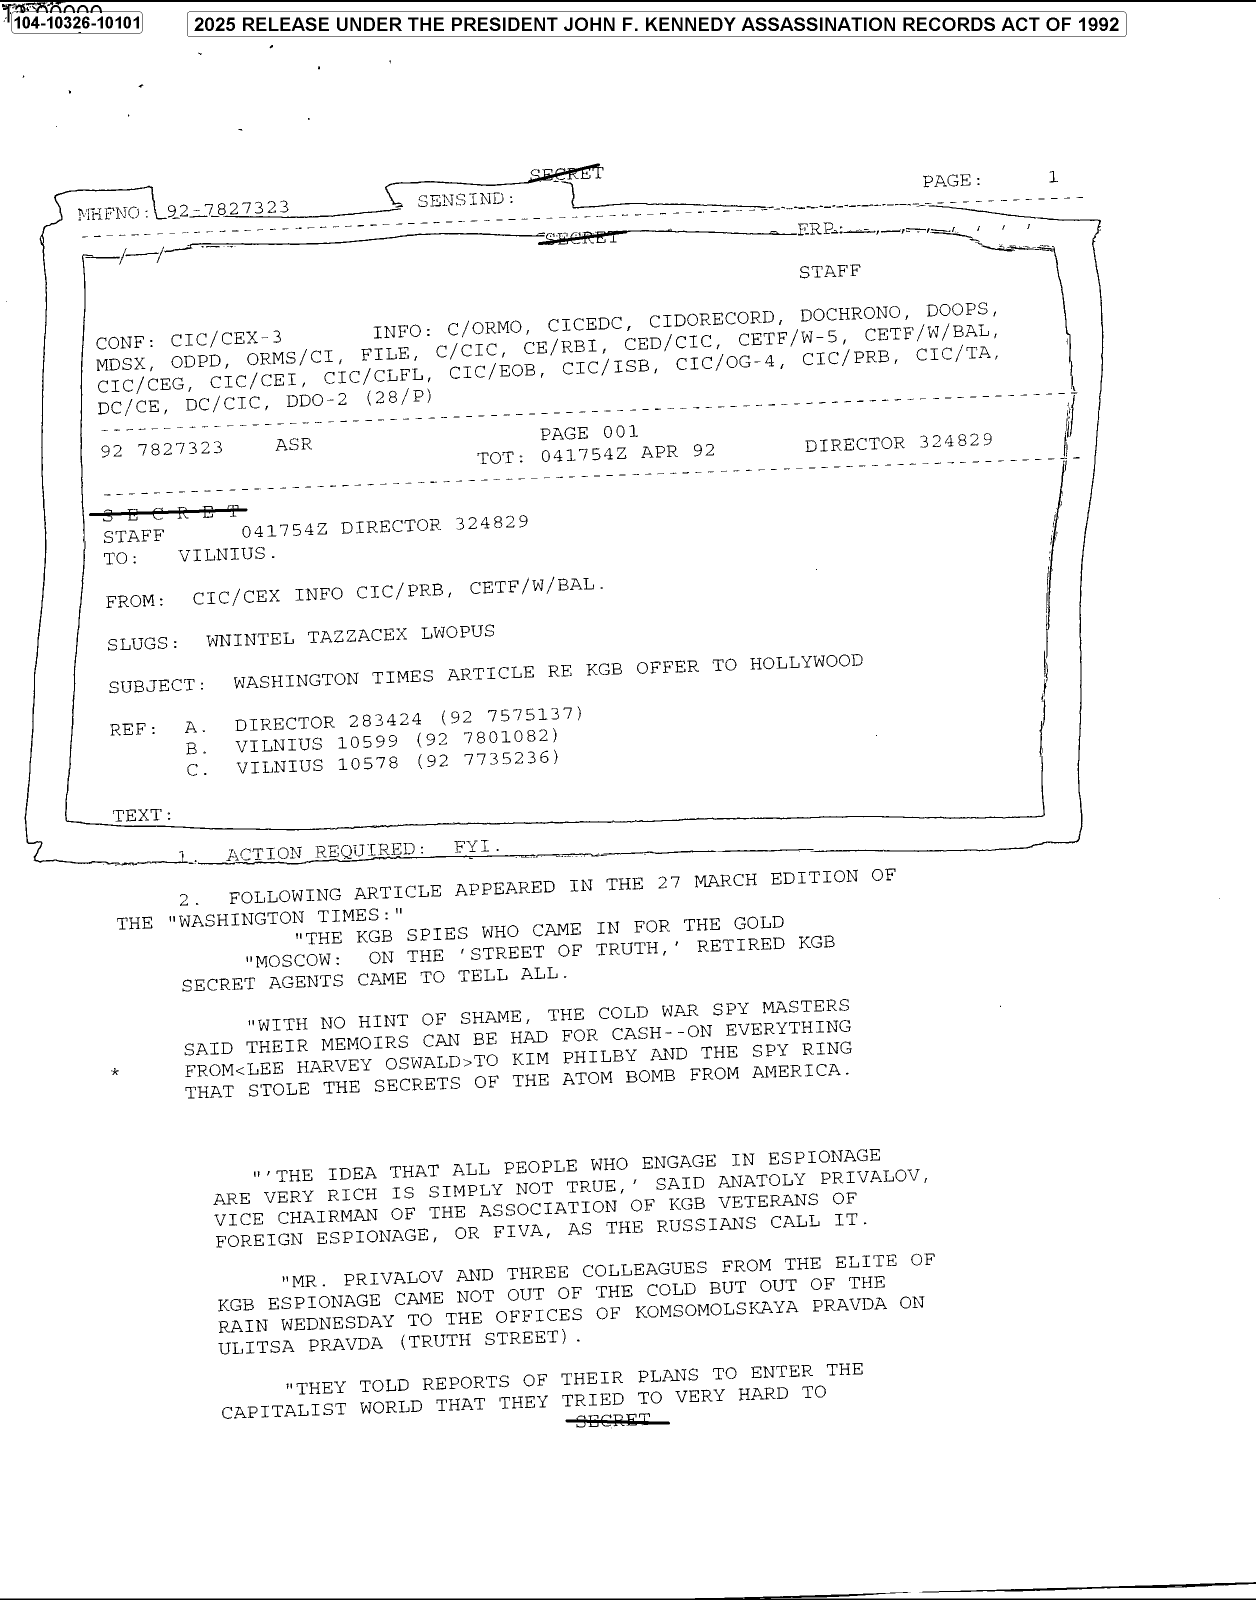 104-10326-10101
2025 RELEASE UNDER THE PRESIDENT JOHN F. KENNEDY ASSASSINATION RECORDS ACT OF 1992
SECRET
PAGE: 1
MHFNO: 92-7827323 SENSIND:
SECRET
FRP: , , , , , , ,
STAFF
CONF: CIC/CEX-3 INFO: C/ORMO, CICEDC, CIDORECORD, DOCHRONO, DOOPS,
MDSX, ODPD, ORMS/CI, FILE, C/CIC, CE/RBI, CED/CIC, CETF/W-5, CETF/W/BAL,
CIC/CEG, CIC/CEI, CIC/CLFL, CIC/EOB, CIC/ISB, CIC/OG-4, CIC/PRB, CIC/TA,
DC/CE, DC/CIC, DDO-2 (28/P)
92 7827323 ASR PAGE 001
TOT: 041754Z APR 92 DIRECTOR 324829
S E C R E T
STAFF 041754Z DIRECTOR 324829
TO: VILNIUS.
FROM: CIC/CEX INFO CIC/PRB, CETF/W/BAL.
SLUGS: WNINTEL TAZZACEX LWOPUS
SUBJECT: WASHINGTON TIMES ARTICLE RE KGB OFFER TO HOLLYWOOD
REF: A. DIRECTOR 283424 (92 7575137)
B. VILNIUS 10599 (92 7801082)
C. VILNIUS 10578 (92 7735236)
TEXT:
1. ACTION REQUIRED: FYI.
2. FOLLOWING ARTICLE APPEARED IN THE 27 MARCH EDITION OF
THE "WASHINGTON TIMES:"
"THE KGB SPIES WHO CAME IN FOR THE GOLD
"MOSCOW: ON THE 'STREET OF TRUTH,' RETIRED KGB
SECRET AGENTS CAME TO TELL ALL.
"WITH NO HINT OF SHAME, THE COLD WAR SPY MASTERS
SAID THEIR MEMOIRS CAN BE HAD FOR CASH--ON EVERYTHING
* FROM<LEE HARVEY OSWALD>TO KIM PHILBY AND THE SPY RING
THAT STOLE THE SECRETS OF THE ATOM BOMB FROM AMERICA.
"'THE IDEA THAT ALL PEOPLE WHO ENGAGE IN ESPIONAGE
ARE VERY RICH IS SIMPLY NOT TRUE,' SAID ANATOLY PRIVALOV,
VICE CHAIRMAN OF THE ASSOCIATION OF KGB VETERANS OF
FOREIGN ESPIONAGE, OR FIVA, AS THE RUSSIANS CALL IT.
"MR. PRIVALOV AND THREE COLLEAGUES FROM THE ELITE OF
KGB ESPIONAGE CAME NOT OUT OF THE COLD BUT OUT OF THE
RAIN WEDNESDAY TO THE OFFICES OF KOMSOMOLSKAYA PRAVDA ON
ULITSA PRAVDA (TRUTH STREET).
"THEY TOLD REPORTS OF THEIR PLANS TO ENTER THE
CAPITALIST WORLD THAT THEY TRIED TO VERY HARD TO
SECRET